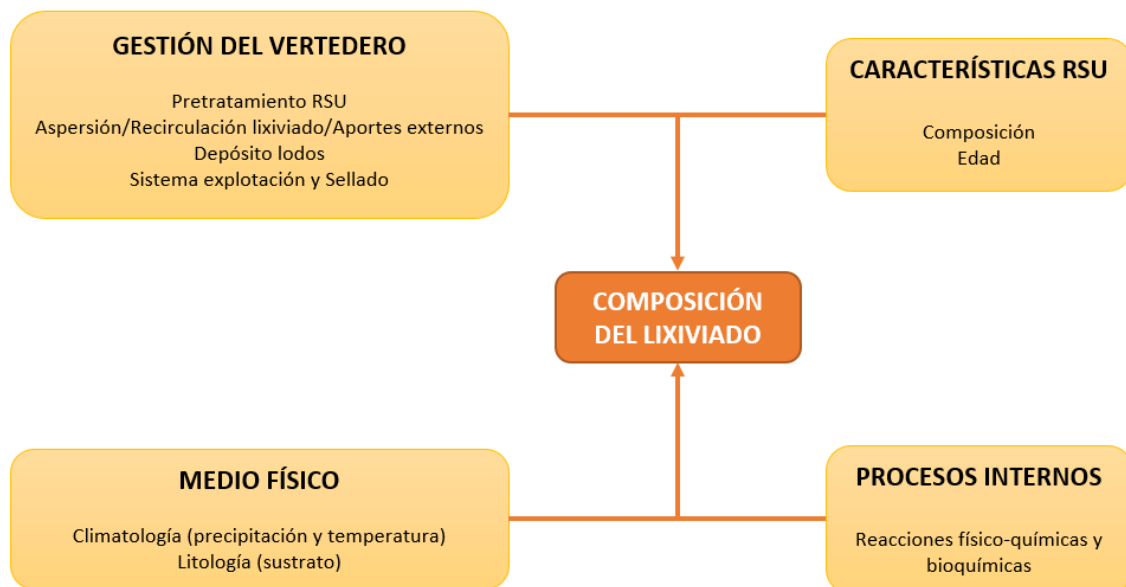 GESTIÓN DEL VERTEDERO
Pretratamiento RSU
Aspersión/Recirculación lixiviado/Aportes externos
Depósito lodos
Sistema explotación y Sellado
CARACTERÍSTICAS RSU
Composición
Edad
COMPOSICIÓN
DEL LIXIVIADO
MEDIO FÍSICO
Climatología (precipitación y temperatura)
Litología (sustrato)
PROCESOS INTERNOS
Reacciones físico-químicas y
bioquímicas